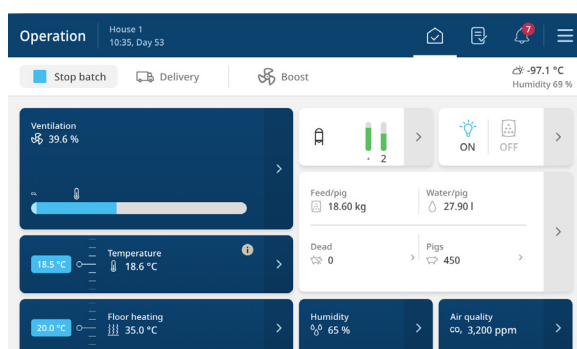 Operation
House 1
10:35, Day 53
7
Stop batch
Delivery
Boost
-97.1 °C
Humidity 69 %
Ventilation
39.6 %
2
ON
OFF
Feed/pig
18.60 kg
Water/pig
27.90 l
18.5 °C
Temperature
18.6 °C
Dead
0
Pigs
450
20.0 °C
Floor heating
35.0 °C
Humidity
65 %
Air quality
CO₂ 3,200 ppm